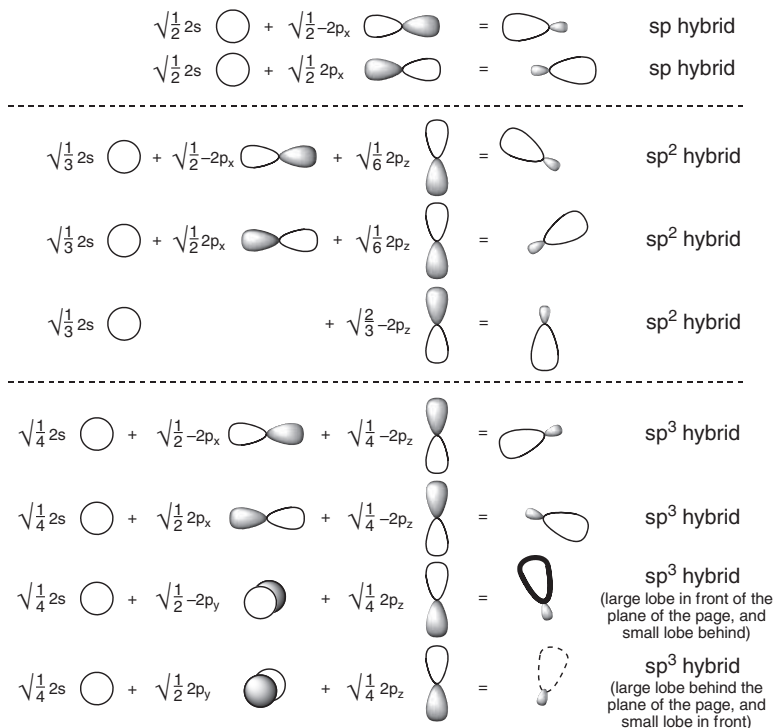 √1/2 2s + √1/2 –2pₓ = sp hybrid
√1/2 2s + √1/2 2pₓ = sp hybrid
√1/3 2s + √1/2 –2pₓ + √1/6 2p_z = sp² hybrid
√1/3 2s + √1/2 2pₓ + √1/6 2p_z = sp² hybrid
√1/3 2s + √2/3 –2p_z = sp² hybrid
√1/4 2s + √1/2 –2pₓ + √1/4 –2p_z = sp³ hybrid
√1/4 2s + √1/2 2pₓ + √1/4 –2p_z = sp³ hybrid
√1/4 2s + √1/2 –2p_y + √1/4 2p_z = sp³ hybrid
(large lobe in front of the
plane of the page, and
small lobe behind)
√1/4 2s + √1/2 2p_y + √1/4 2p_z = sp³ hybrid
(large lobe behind the
plane of the page, and
small lobe in front)